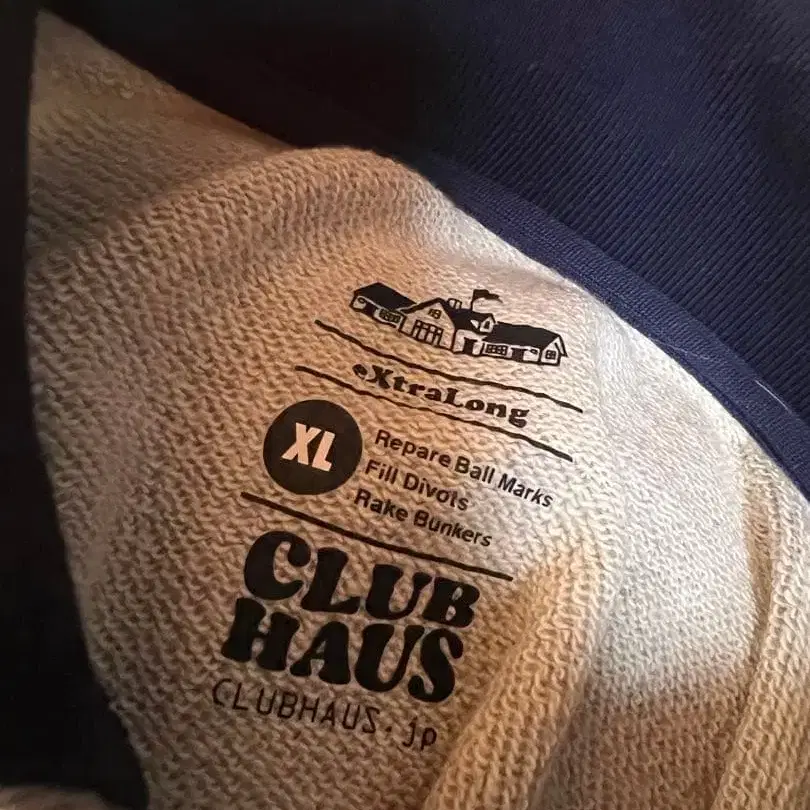 eXtraLong
XL
Repare Ball Marks
Fill Divots
Rake Bunkers
CLUB
HAUS
CLUBHAUS.jp